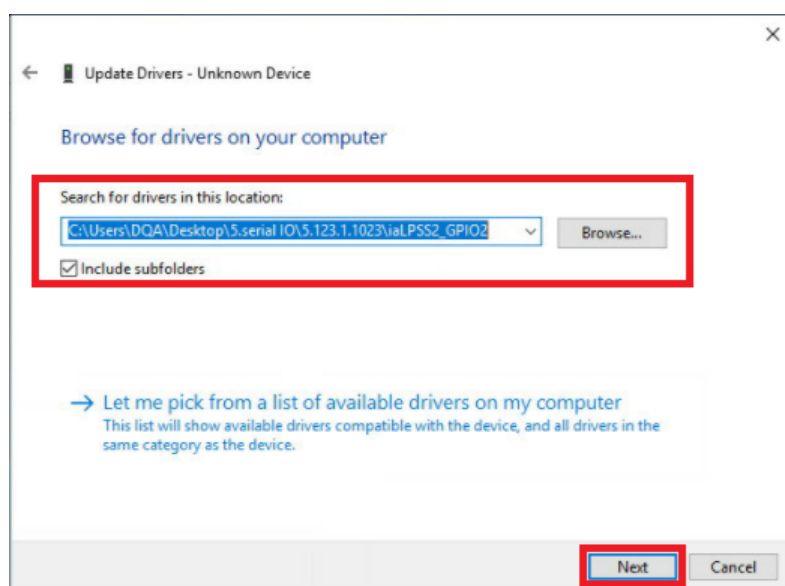 Update Drivers - Unknown Device
Browse for drivers on your computer
Search for drivers in this location:
C:\Users\DQA\Desktop\5.serial IO\5.123.1.1023\iaLPSS2_GPIO2
Browse...
Include subfolders
Let me pick from a list of available drivers on my computer
This list will show available drivers compatible with the device, and all drivers in the
same category as the device.
Next
Cancel